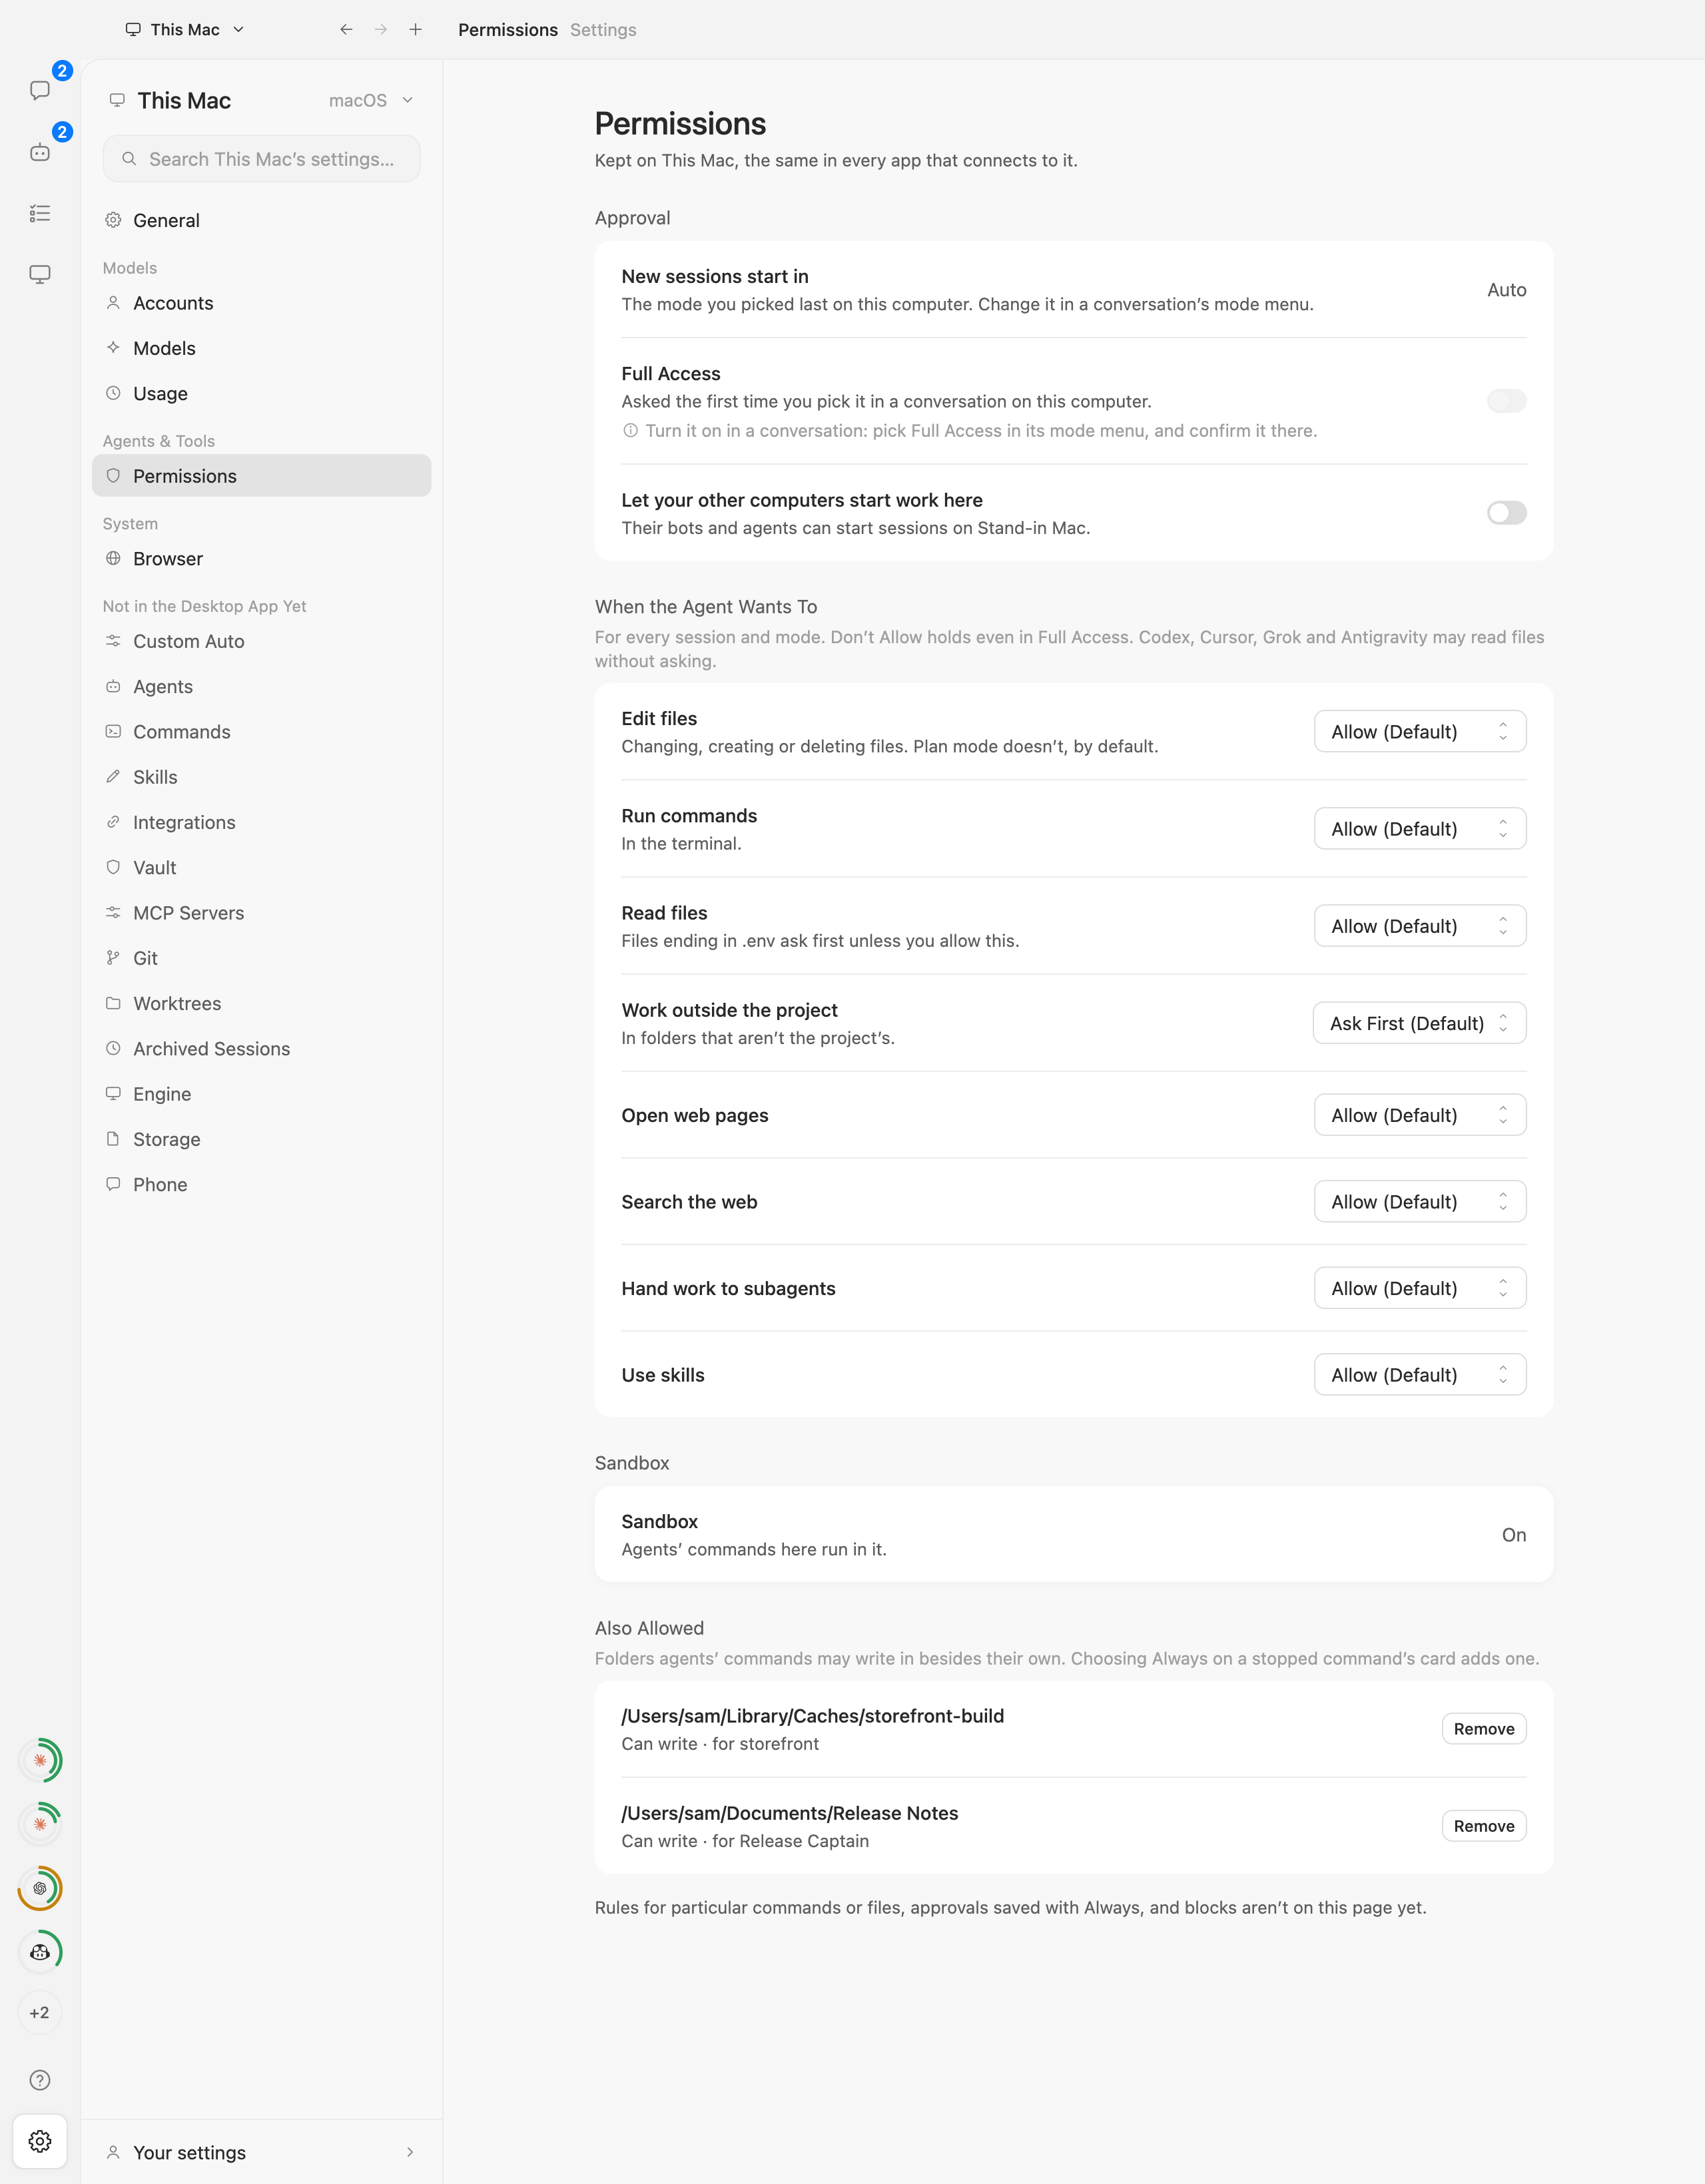 This Mac
Permissions Settings
2
2
This Mac
macOS
Search This Mac's settings...
General
Models
Accounts
Models
Usage
Agents & Tools
Permissions
System
Browser
Not in the Desktop App Yet
Custom Auto
Agents
Commands
Skills
Integrations
Vault
MCP Servers
Git
Worktrees
Archived Sessions
Engine
Storage
Phone
+2
Your settings
Permissions
Kept on This Mac, the same in every app that connects to it.
Approval
New sessions start in
The mode you picked last on this computer. Change it in a conversation’s mode menu.
Auto
Full Access
Asked the first time you pick it in a conversation on this computer.
Turn it on in a conversation: pick Full Access in its mode menu, and confirm it there.
Let your other computers start work here
Their bots and agents can start sessions on Stand-in Mac.
When the Agent Wants To
For every session and mode. Don’t Allow holds even in Full Access. Codex, Cursor, Grok and Antigravity may read files
without asking.
Edit files
Changing, creating or deleting files. Plan mode doesn’t, by default.
Allow (Default)
Run commands
In the terminal.
Allow (Default)
Read files
Files ending in .env ask first unless you allow this.
Allow (Default)
Work outside the project
In folders that aren’t the project’s.
Ask First (Default)
Open web pages
Allow (Default)
Search the web
Allow (Default)
Hand work to subagents
Allow (Default)
Use skills
Allow (Default)
Sandbox
Sandbox
Agents’ commands here run in it.
On
Also Allowed
Folders agents’ commands may write in besides their own. Choosing Always on a stopped command’s card adds one.
/Users/sam/Library/Caches/storefront-build
Can write · for storefront
Remove
/Users/sam/Documents/Release Notes
Can write · for Release Captain
Remove
Rules for particular commands or files, approvals saved with Always, and blocks aren’t on this page yet.